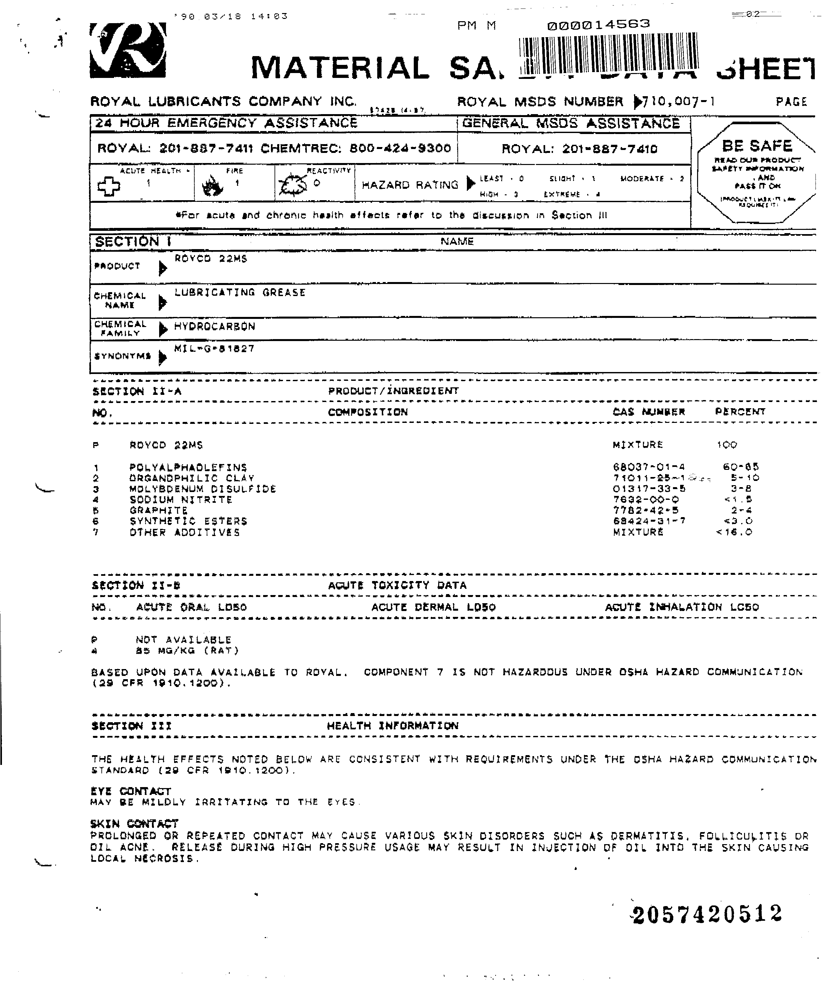 '90 03/18 14:03
02
PM M 000014563
VR
MATERIAL SA DATA SHEET
ROYAL LUBRICANTS COMPANY INC. ROYAL MSDS NUMBER 710,007-1 PAGE
24 HOUR EMERGENCY ASSISTANCE GENERAL MSDS ASSISTANCE
ROYAL: 201-887-7411 CHEMTREC: 800-424-9300 ROYAL: 201-887-7410
BE SAFE
READ OUR PRODUCT
SAFETY INFORMATION
. AND
PASS IT ON
ACUTE HEALTH * FIRE REACTIVITY
1 1 0 HAZARD RATING LEAST - 0 SLIGHT - 1 MODERATE - 2
HIGH - 3 EXTREME - 4
*For acute and chronic health effects refer to the discussion in Section III
SECTION I NAME
PRODUCT ROYCO 22MS
CHEMICAL NAME LUBRICATING GREASE
CHEMICAL FAMILY HYDROCARBON
SYNONYMS MIL-G-81827
SECTION II-A PRODUCT/INGREDIENT
NO. COMPOSITION CAS NUMBER PERCENT
P ROYCO 22MS MIXTURE 100
1 POLYALPHAOLEFINS 68037-01-4 60-65
2 ORGANOPHILIC CLAY 71011-25-1 5-10
3 MOLYBDENUM DISULFIDE 01317-33-5 3-8
4 SODIUM NITRITE 7632-00-0 <1.5
5 GRAPHITE 7782-42-5 2-4
6 SYNTHETIC ESTERS 68424-31-7 <3.0
7 OTHER ADDITIVES MIXTURE <16.0
SECTION II-B ACUTE TOXICITY DATA
NO. ACUTE ORAL LD50 ACUTE DERMAL LD50 ACUTE INHALATION LC50
P NOT AVAILABLE
4 85 MG/KG (RAT)
BASED UPON DATA AVAILABLE TO ROYAL, COMPONENT 7 IS NOT HAZARDOUS UNDER OSHA HAZARD COMMUNICATION
(29 CFR 1910.1200).
SECTION III HEALTH INFORMATION
THE HEALTH EFFECTS NOTED BELOW ARE CONSISTENT WITH REQUIREMENTS UNDER THE OSHA HAZARD COMMUNICATION
STANDARD (29 CFR 1910.1200).
EYE CONTACT
MAY BE MILDLY IRRITATING TO THE EYES.
SKIN CONTACT
PROLONGED OR REPEATED CONTACT MAY CAUSE VARIOUS SKIN DISORDERS SUCH AS DERMATITIS, FOLLICULITIS OR
OIL ACNE. RELEASE DURING HIGH PRESSURE USAGE MAY RESULT IN INJECTION OF OIL INTO THE SKIN CAUSING
LOCAL NECROSIS.
2057420512